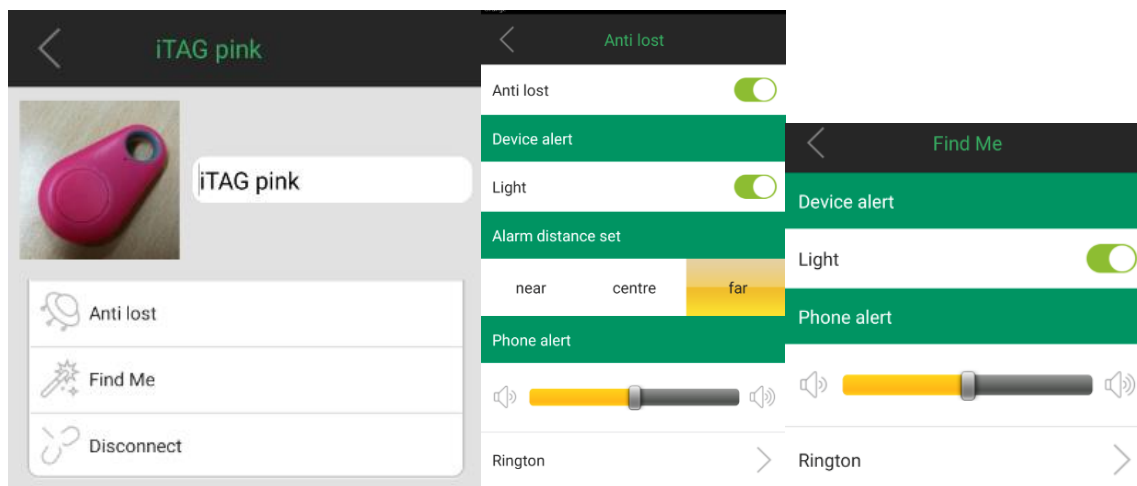 iTAG pink
iTAG pink
Anti lost
Find Me
Disconnect
Anti lost
Anti lost
Device alert
Light
Alarm distance set
near centre far
Phone alert
Rington
Find Me
Device alert
Light
Phone alert
Rington